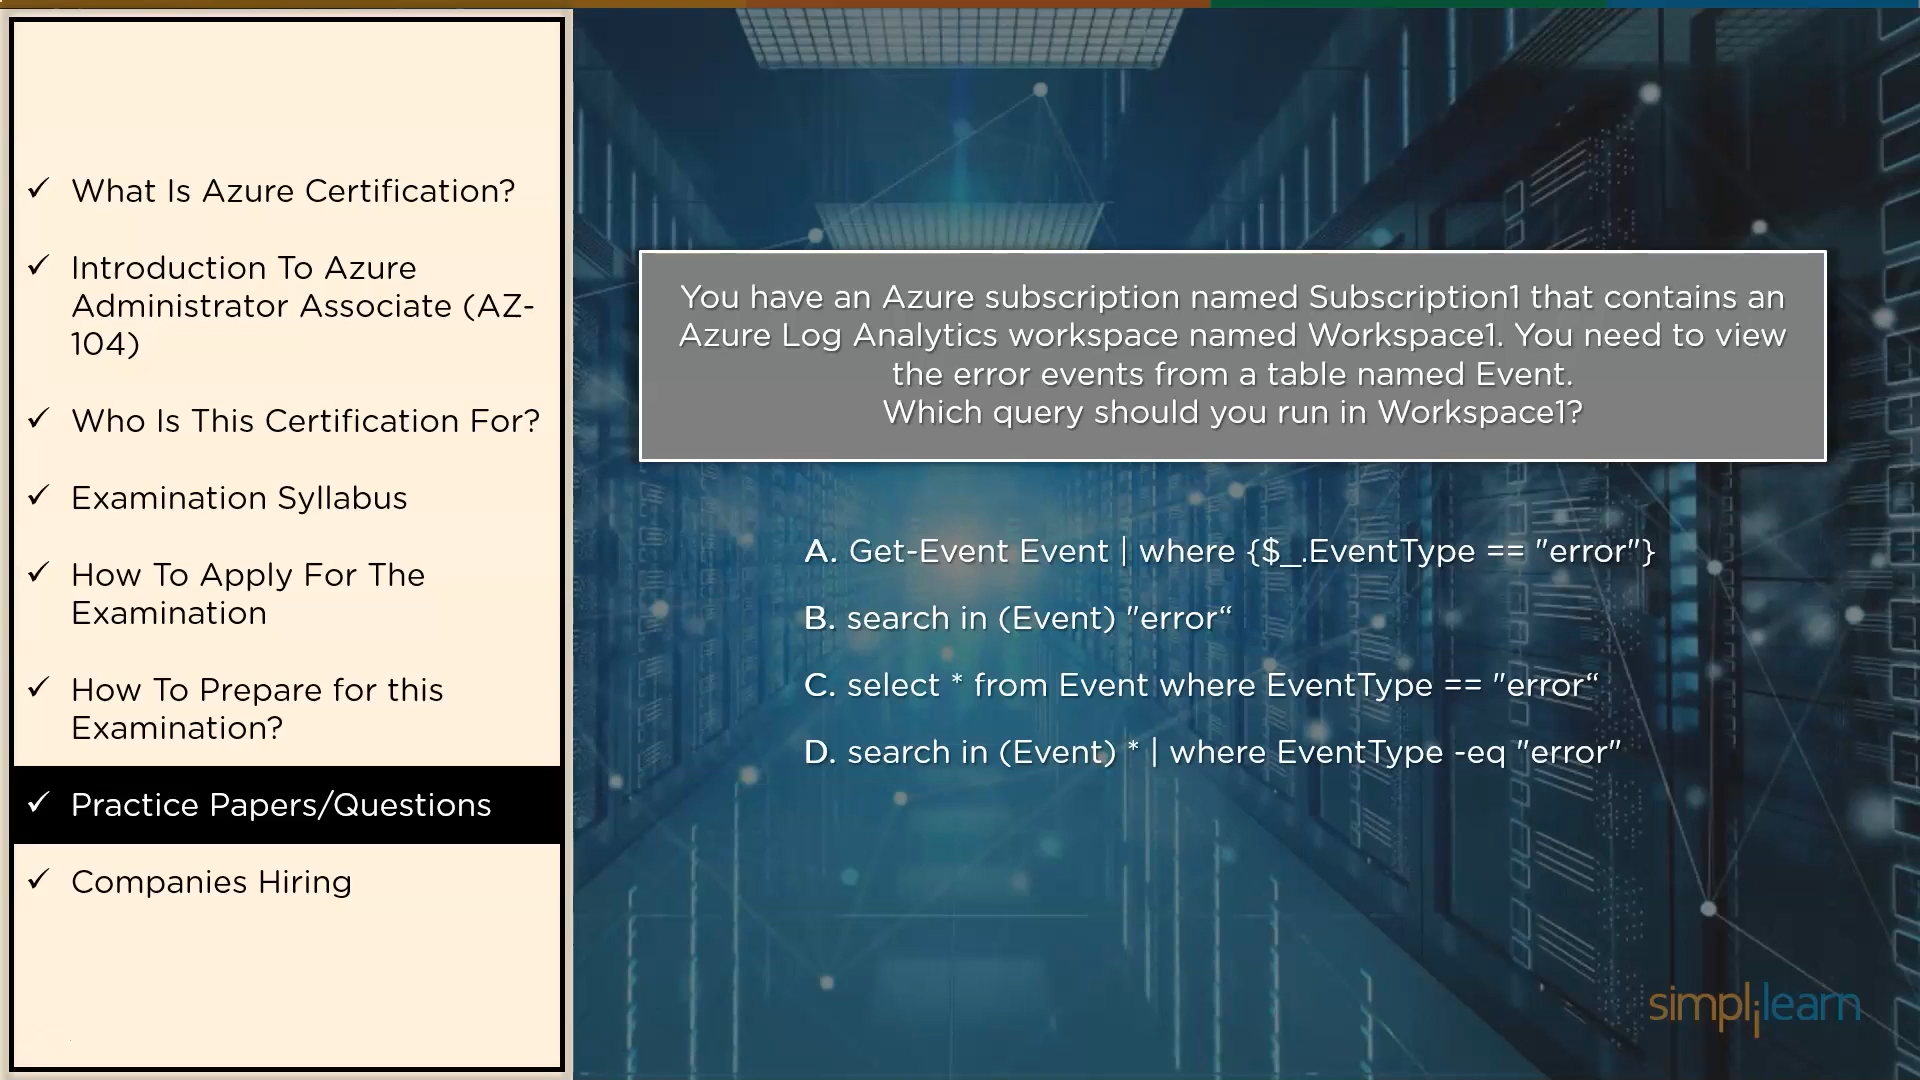 What Is Azure Certification?
Introduction To Azure
Administrator Associate (AZ-
104)
Who Is This Certification For?
Examination Syllabus
How To Apply For The
Examination
How To Prepare for this
Examination?
Practice Papers/Questions
Companies Hiring
You have an Azure subscription named Subscription1 that contains an
Azure Log Analytics workspace named Workspace1. You need to view
the error events from a table named Event.
Which query should you run in Workspace1?
A. Get-Event Event | where {$_.EventType == "error"}
B. search in (Event) "error“
C. select * from Event where EventType == "error“
D. search in (Event) * | where EventType -eq "error"
simplilearn